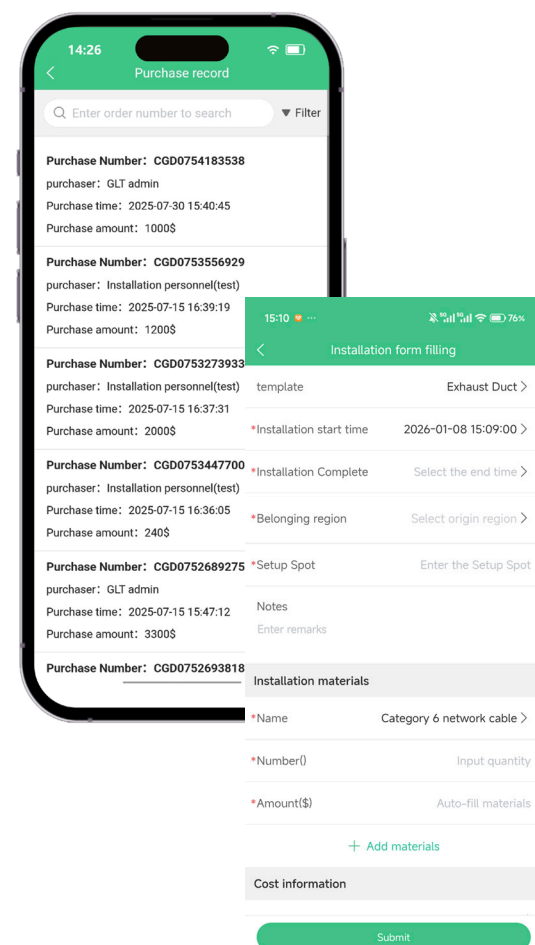 14:26
Purchase record
Enter order number to search
▼ Filter
Purchase Number：CGD0754183538
purchaser：GLT admin
Purchase time：2025-07-30 15:40:45
Purchase amount：1000$
Purchase Number：CGD0753556929
purchaser：Installation personnel(test)
Purchase time：2025-07-15 16:39:19
Purchase amount：1200$
Purchase Number：CGD0753273933
purchaser：Installation personnel(test)
Purchase time：2025-07-15 16:37:31
Purchase amount：2000$
Purchase Number：CGD0753447700
purchaser：Installation personnel(test)
Purchase time：2025-07-15 16:36:05
Purchase amount：240$
Purchase Number：CGD0752689275
purchaser：GLT admin
Purchase time：2025-07-15 15:47:12
Purchase amount：3300$
Purchase Number：CGD0752693818
15:10 ··· 5G 5G 76%
Installation form filling
template Exhaust Duct
*Installation start time 2026-01-08 15:09:00
*Installation Complete Select the end time
*Belonging region Select origin region
*Setup Spot Enter the Setup Spot
Notes
Enter remarks
Installation materials
*Name Category 6 network cable
*Number() Input quantity
*Amount($) Auto-fill materials
+ Add materials
Cost information
Submit